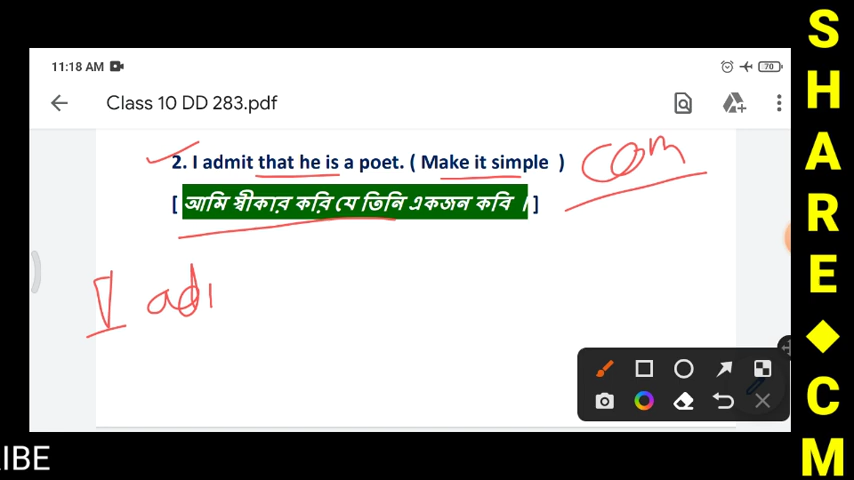 11:18 AM
70
Class 10 DD 283.pdf
2. I admit that he is a poet. ( Make it simple )
com
[ আমি স্বীকার করি যে তিনি একজন কবি । ]
I ad
IBE
SHARE◆CM